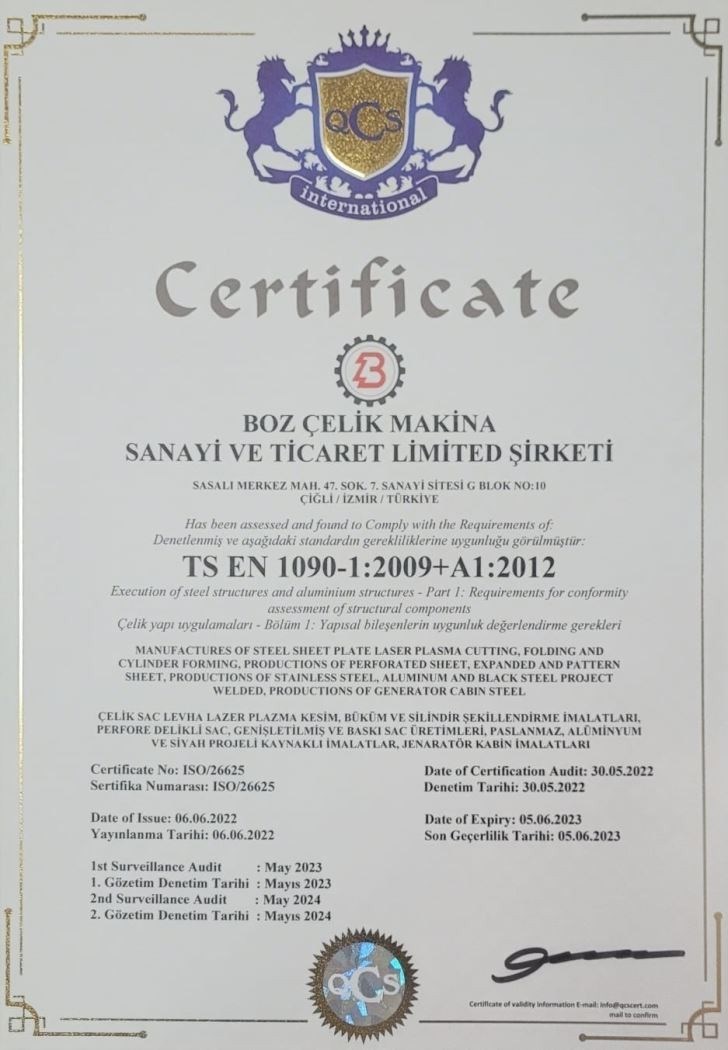 QCS
international
Certificate
B
BOZ ÇELİK MAKİNA
SANAYİ VE TİCARET LIMITED ŞİRKETİ
SASALI MERKEZ MAH. 47. SOK. 7. SANAYİ SİTESİ G BLOK NO:10
ÇİĞLİ / İZMİR / TÜRKİYE
Has been assessed and found to Comply with the Requirements of:
Denetlenmiş ve aşağıdaki standardın gerekliliklerine uygunluğu görülmüştür:
TS EN 1090-1:2009+A1:2012
Execution of steel structures and aluminium structures - Part 1: Requirements for conformity
assessment of structural components
Çelik yapı uygulamaları - Bölüm 1: Yapısal bileşenlerin uygunluk değerlendirme gerekleri
MANUFACTURES OF STEEL SHEET PLATE LASER PLASMA CUTTING, FOLDING AND
CYLINDER FORMING, PRODUCTIONS OF PERFORATED SHEET, EXPANDED AND PATTERN
SHEET, PRODUCTIONS OF STAINLESS STEEL, ALUMINUM AND BLACK STEEL PROJECT
WELDED, PRODUCTIONS OF GENERATOR CABIN STEEL
ÇELİK SAC LEVHA LAZER PLAZMA KESİM, BÜKÜM VE SİLİNDİR ŞEKİLLENDİRME İMALATLARI,
PERFORE DELİKLİ SAC, GENİŞLETİLMİŞ VE BASKI SAC ÜRETİMLERİ, PASLANMAZ, ALÜMİNYUM
VE SİYAH PROJELİ KAYNAKLI İMALATLAR, JENARATÖR KABİN İMALATLARI
Certificate No: ISO/26625
Sertifika Numarası: ISO/26625
Date of Certification Audit: 30.05.2022
Denetim Tarihi: 30.05.2022
Date of Issue: 06.06.2022
Yayınlanma Tarihi: 06.06.2022
Date of Expiry: 05.06.2023
Son Geçerlilik Tarihi: 05.06.2023
1st Surveillance Audit : May 2023
1. Gözetim Denetim Tarihi : Mayıs 2023
2nd Surveillance Audit : May 2024
2. Gözetim Denetim Tarihi : Mayıs 2024
QCS
Certificate of validity information E-mail: info@qcscert.com
mail to confirm